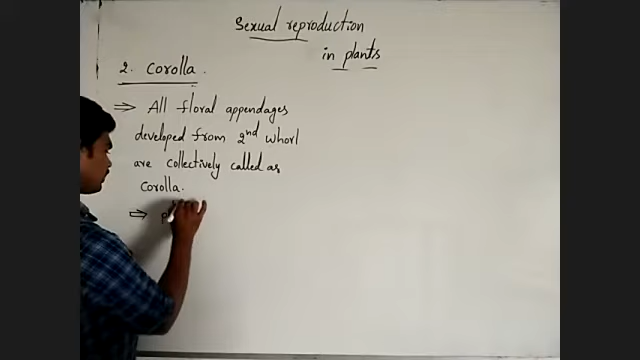 Sexual reproduction
in plants
2. Corolla.
⇒ All floral appendages
developed from 2nd whorl
are collectively called as
Corolla.
⇒ p